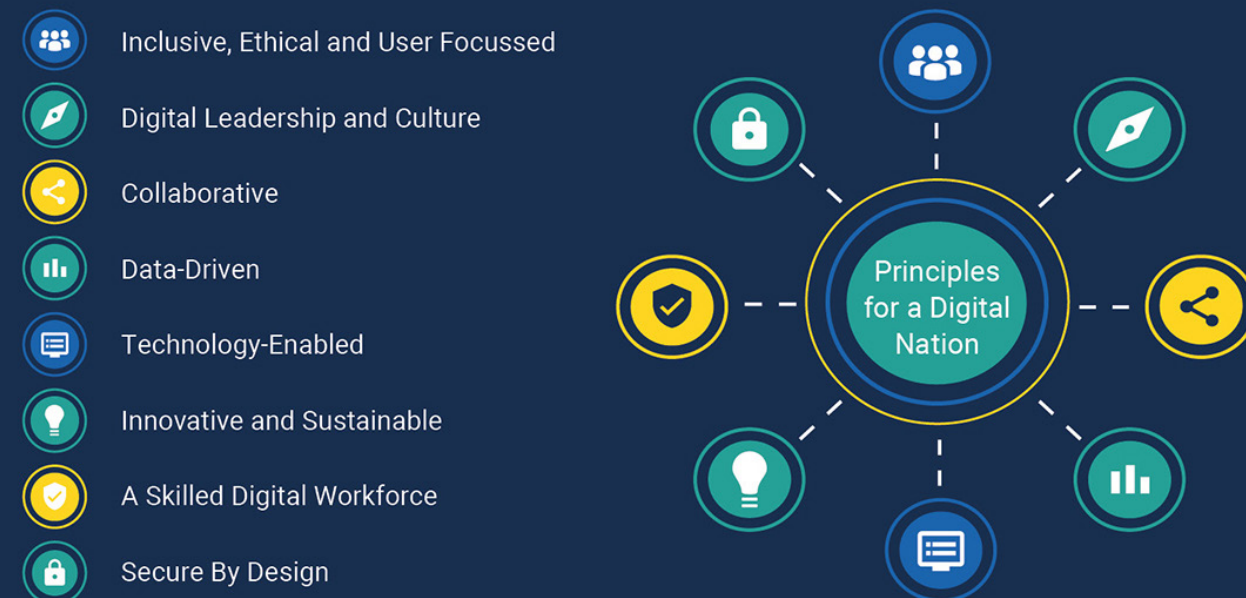 Inclusive, Ethical and User Focussed
Digital Leadership and Culture
Collaborative
Data-Driven
Technology-Enabled
Innovative and Sustainable
A Skilled Digital Workforce
Secure By Design
Principles
for a Digital
Nation